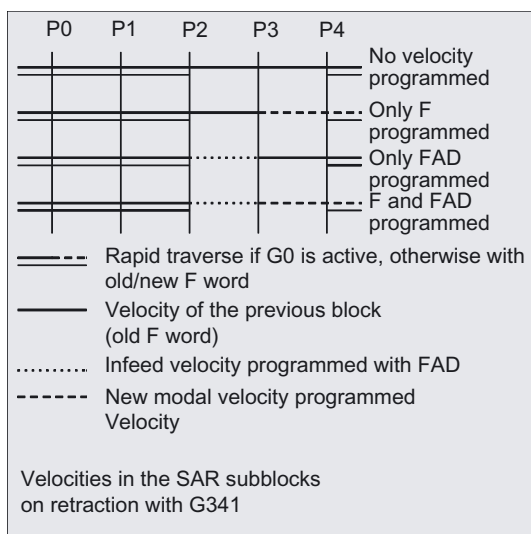 P0 P1 P2 P3 P4
No velocity
programmed
Only F
programmed
Only FAD
programmed
F and FAD
programmed
Rapid traverse if G0 is active, otherwise with
old/new F word
Velocity of the previous block
(old F word)
Infeed velocity programmed with FAD
New modal velocity programmed
Velocity
Velocities in the SAR subblocks
on retraction with G341